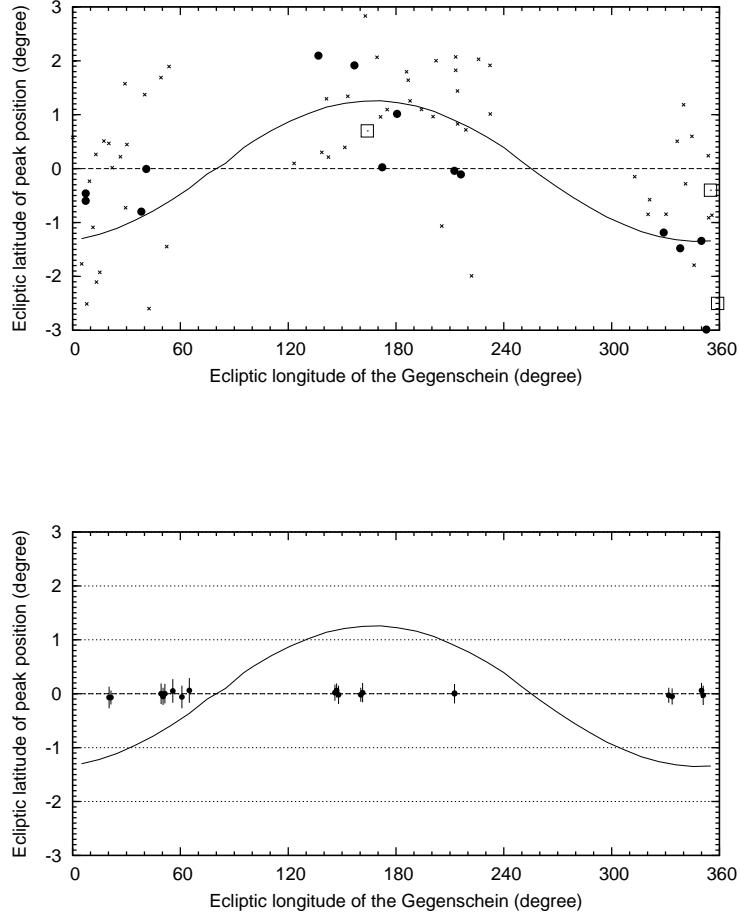 3
2
1
0
-1
-2
-3
Ecliptic latitude of peak position (degree)
0 60 120 180 240 300 360
Ecliptic longitude of the Gegenschein (degree)
3
2
1
0
-1
-2
-3
Ecliptic latitude of peak position (degree)
0 60 120 180 240 300 360
Ecliptic longitude of the Gegenschein (degree)